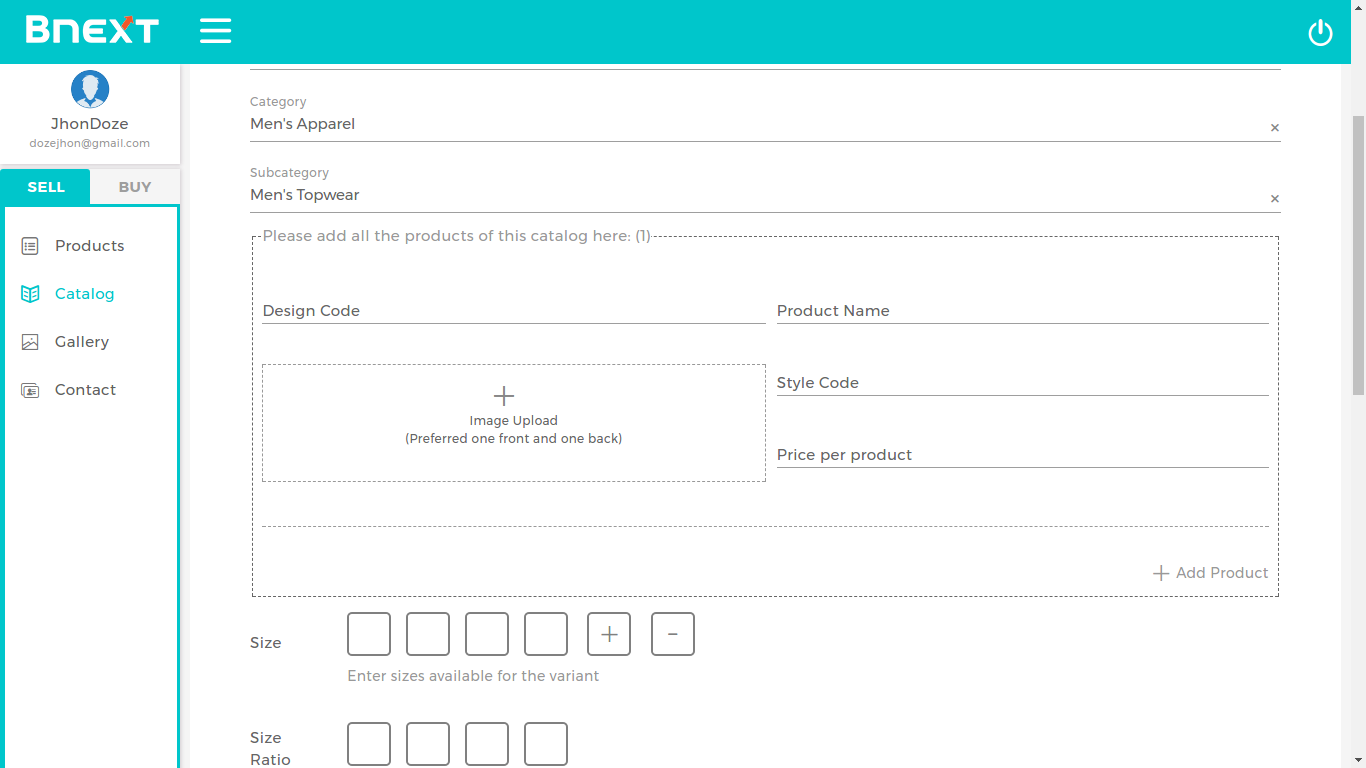 BNEXT
JhonDoze
dozejhon@gmail.com
SELL BUY
Products
Catalog
Gallery
Contact
Category
Men's Apparel ×
Subcategory
Men's Topwear ×
Please add all the products of this catalog here: (1)
Design Code
Product Name
+
Image Upload
(Preferred one front and one back)
Style Code
Price per product
+ Add Product
Size
+ -
Enter sizes available for the variant
Size
Ratio